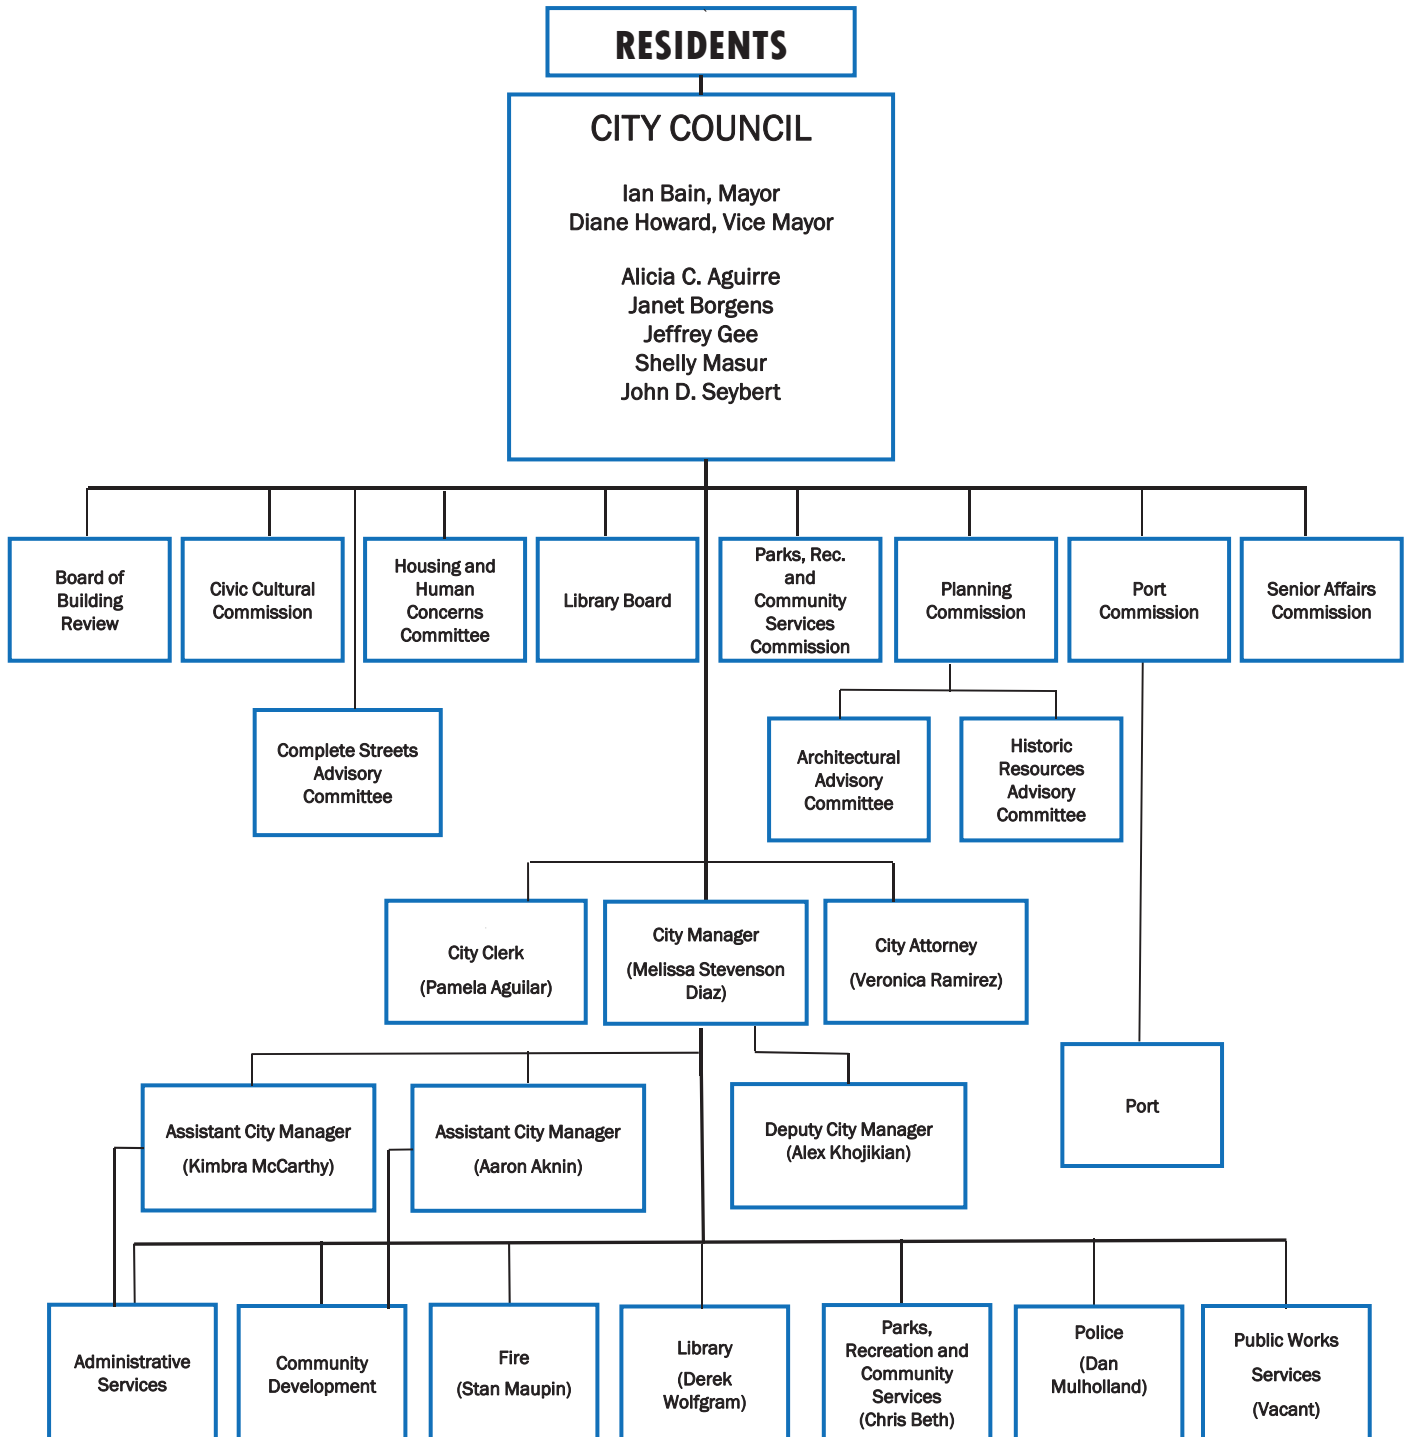 RESIDENTS
CITY COUNCIL
Ian Bain, Mayor
Diane Howard, Vice Mayor
Alicia C. Aguirre
Janet Borgens
Jeffrey Gee
Shelly Masur
John D. Seybert
Board of
Building
Review
Civic Cultural
Commission
Housing and
Human
Concerns
Committee
Library Board
Parks, Rec.
and
Community
Services
Commission
Planning
Commission
Port
Commission
Senior Affairs
Commission
Complete Streets
Advisory
Committee
Architectural
Advisory
Committee
Historic
Resources
Advisory
Committee
City Clerk
(Pamela Aguilar)
City Manager
(Melissa Stevenson
Diaz)
City Attorney
(Veronica Ramirez)
Port
Assistant City Manager
(Kimbra McCarthy)
Assistant City Manager
(Aaron Aknin)
Deputy City Manager
(Alex Khojikian)
Administrative
Services
Community
Development
Fire
(Stan Maupin)
Library
(Derek
Wolfgram)
Parks,
Recreation and
Community
Services
(Chris Beth)
Police
(Dan
Mulholland)
Public Works
Services
(Vacant)